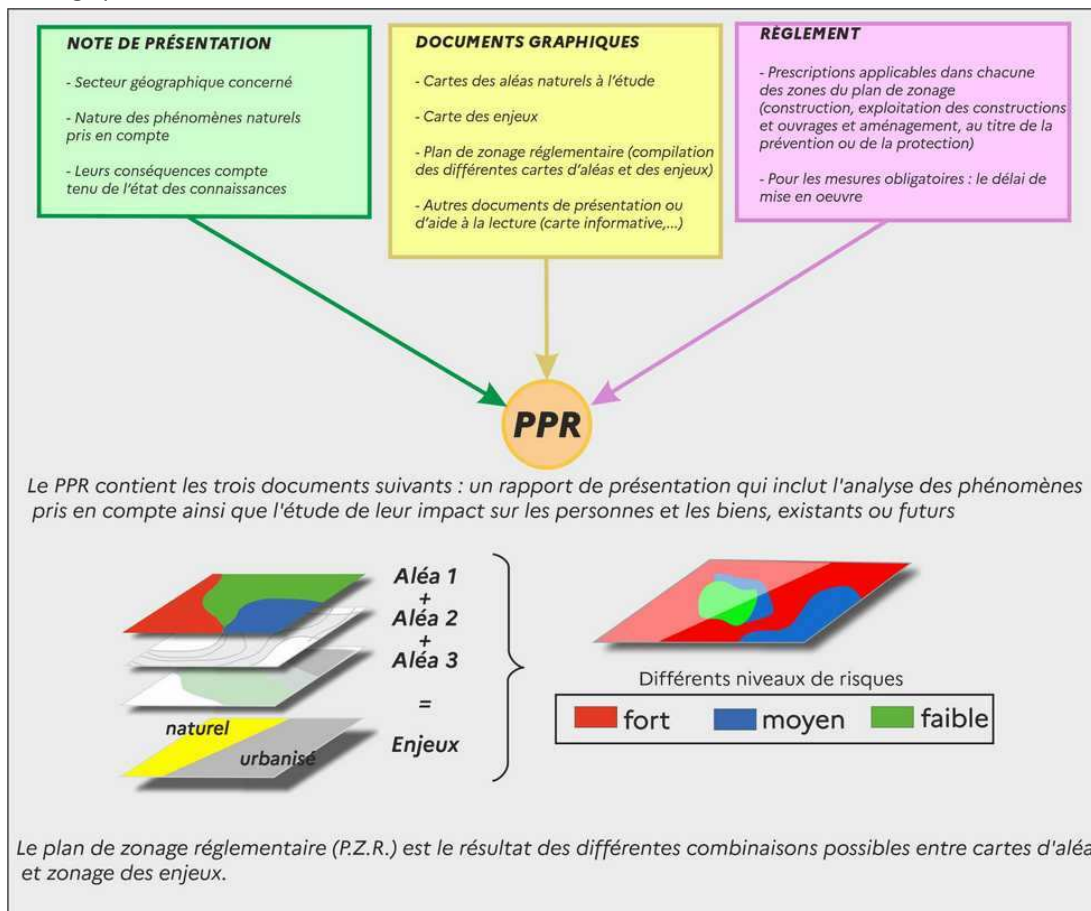 NOTE DE PRÉSENTATION
- Secteur géographique concerné
- Nature des phénomènes naturels
pris en compte
- Leurs conséquences compte
tenu de l'état des connaissances
DOCUMENTS GRAPHIQUES
- Cartes des aléas naturels à l'étude
- Carte des enjeux
- Plan de zonage réglementaire (compilation
des différentes cartes d'aléas et des enjeux)
- Autres documents de présentation ou
d'aide à la lecture (carte informative,...)
RÈGLEMENT
- Prescriptions applicables dans chacune
des zones du plan de zonage
(construction, exploitation des constructions
et ouvrages et aménagement, au titre de la
prévention ou de la protection)
- Pour les mesures obligatoires : le délai de
mise en oeuvre
PPR
Le PPR contient les trois documents suivants : un rapport de présentation qui inclut l'analyse des phénomènes
pris en compte ainsi que l'étude de leur impact sur les personnes et les biens, existants ou futurs
Aléa 1
+
Aléa 2
+
Aléa 3
=
Enjeux
naturel
urbanisé
Différents niveaux de risques
fort moyen faible
Le plan de zonage réglementaire (P.Z.R.) est le résultat des différentes combinaisons possibles entre cartes d'aléa
et zonage des enjeux.